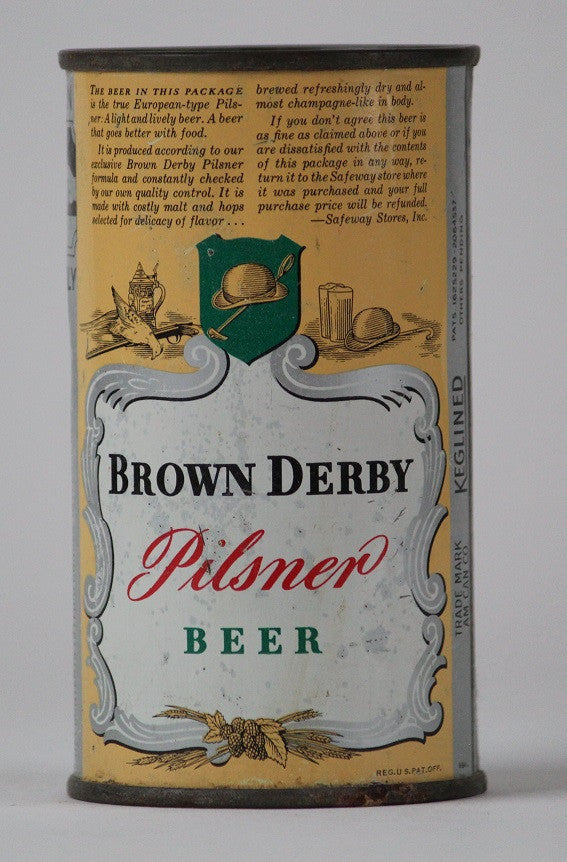 THE BEER IN THIS PACKAGE
is the true European-type Pils-
ner: A light and lively beer. A beer
that goes better with food.
It is produced according to our
exclusive Brown Derby Pilsner
formula and constantly checked
by our own quality control. It is
made with costly malt and hops
selected for delicacy of flavor . . .
brewed refreshingly dry and al-
most champagne-like in body.
If you don't agree this beer is
as fine as claimed above or if you
are dissatisfied with the contents
of this package in any way, re-
turn it to the Safeway store where
it was purchased and your full
purchase price will be refunded.
—Safeway Stores, Inc.
BROWN DERBY
Pilsner
BEER
REG. U S. PAT. OFF.
KEGLINED
TRADE MARK
AM CAN CO
PATS. 1625229 - 2064537
OTHERS PENDING